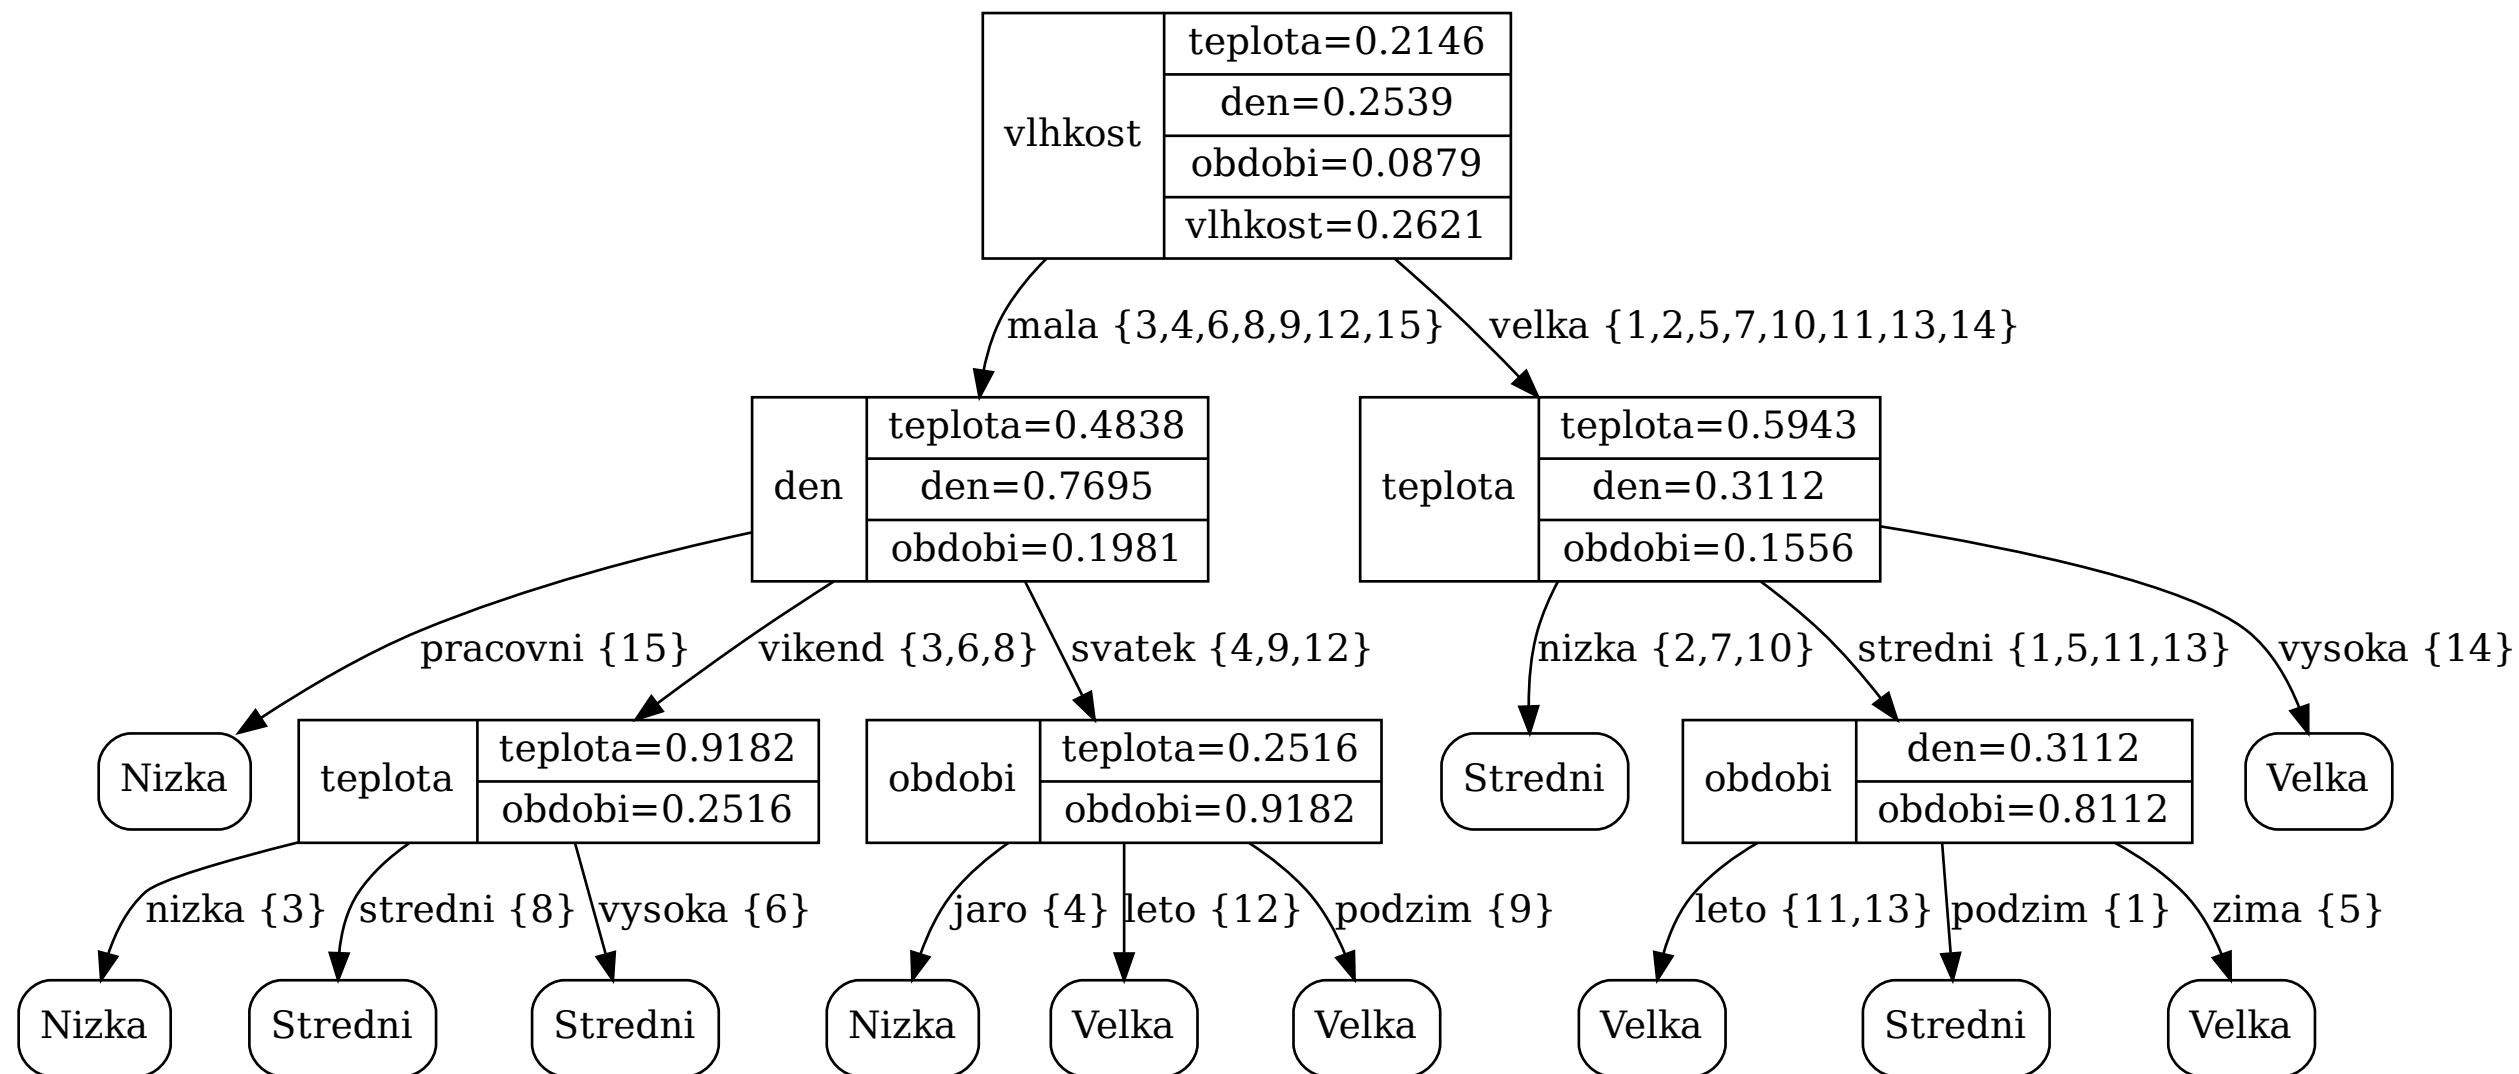 vlhkost
teplota=0.2146
den=0.2539
obdobi=0.0879
vlhkost=0.2621
mala {3,4,6,8,9,12,15}
velka {1,2,5,7,10,11,13,14}
den
teplota=0.4838
den=0.7695
obdobi=0.1981
teplota
teplota=0.5943
den=0.3112
obdobi=0.1556
pracovni {15}
vikend {3,6,8}
svatek {4,9,12}
nizka {2,7,10}
stredni {1,5,11,13}
vysoka {14}
Nizka
teplota
teplota=0.9182
obdobi=0.2516
obdobi
teplota=0.2516
obdobi=0.9182
Stredni
obdobi
den=0.3112
obdobi=0.8112
Velka
nizka {3}
stredni {8}
vysoka {6}
jaro {4}
leto {12}
podzim {9}
leto {11,13}
podzim {1}
zima {5}
Nizka
Stredni
Stredni
Nizka
Velka
Velka
Velka
Stredni
Velka